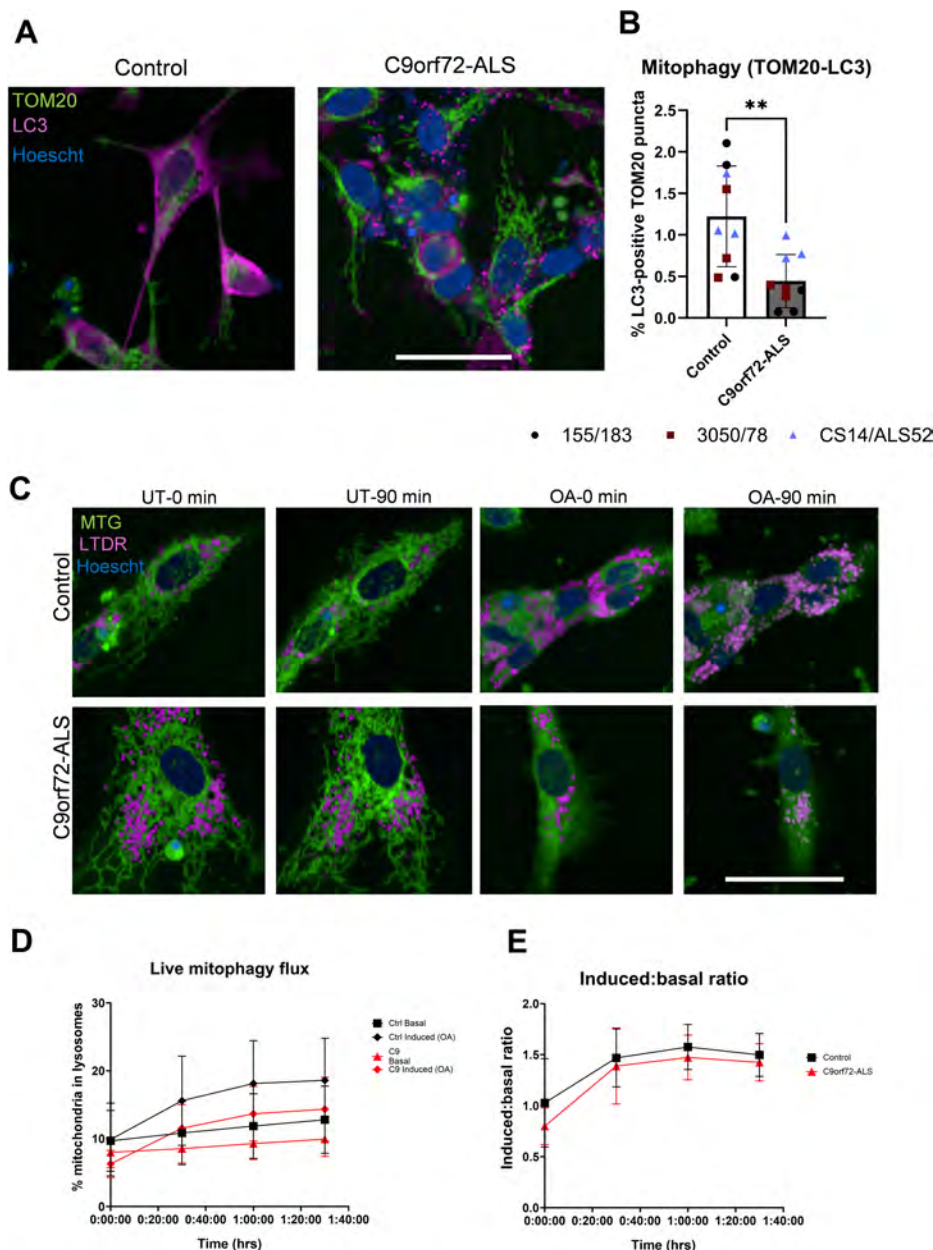 A
Control
C9orf72-ALS
TOM20
LC3
Hoescht
B
Mitophagy (TOM20-LC3)
**
% LC3-positive TOM20 puncta
2.5
2.0
1.5
1.0
0.5
0.0
Control
C9orf72-ALS
155/183
3050/78
CS14/ALS52
C
UT-0 min
UT-90 min
OA-0 min
OA-90 min
MTG
LTDR
Hoescht
Control
C9orf72-ALS
D
Live mitophagy flux
% mitochondria in lysosomes
30
20
10
0
0:00:00 0:20:00 0:40:00 1:00:00 1:20:00 1:40:00
Time (hrs)
Ctrl Basal
Ctrl Induced (OA)
C9
Basal
C9 Induced (OA)
E
Induced:basal ratio
Induced:basal ratio
2.0
1.5
1.0
0.5
0.0
0:00:00 0:20:00 0:40:00 1:00:00 1:20:00 1:40:00
Time (hrs)
Control
C9orf72-ALS